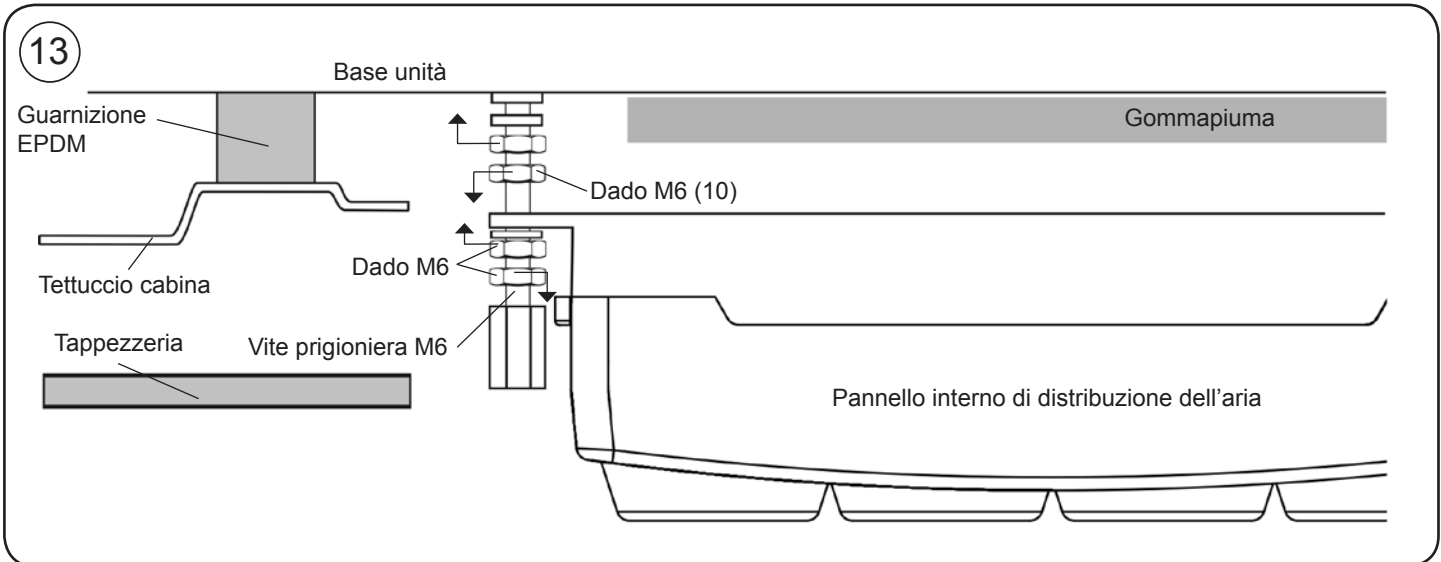 13
Base unità
Guarnizione
EPDM
Gommapiuma
Dado M6 (10)
Dado M6
Tettuccio cabina
Tappezzeria
Vite prigioniera M6
Pannello interno di distribuzione dell’aria